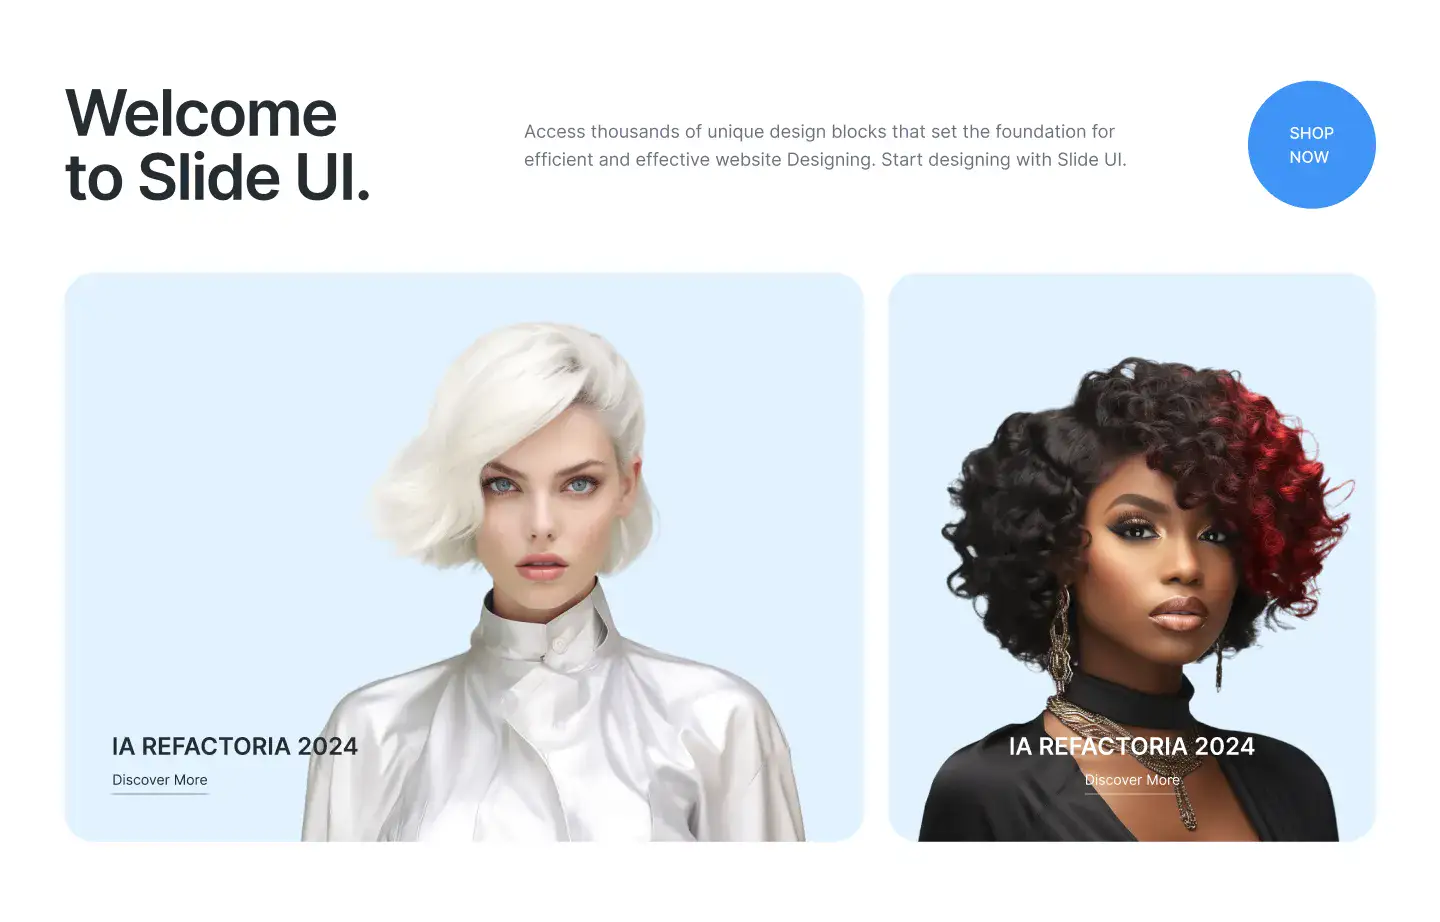 Welcome
to Slide UI.
Access thousands of unique design blocks that set the foundation for
efficient and effective website Designing. Start designing with Slide UI.
SHOP
NOW
IA REFACTORIA 2024
Discover More
IA REFACTORIA 2024
Discover More